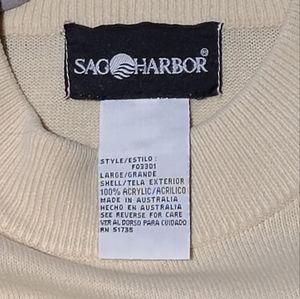 SAG HARBOR ®
STYLE/ESTILO :
F03301
LARGE/GRANDE
SHELL/TELA EXTERIOR
100% ACRYLIC/ACRILICO
MADE IN AUSTRALIA
HECHO EN AUSTRALIA
SEE REVERSE FOR CARE
VER AL DORSO PARA CUIDADO
RN 51735